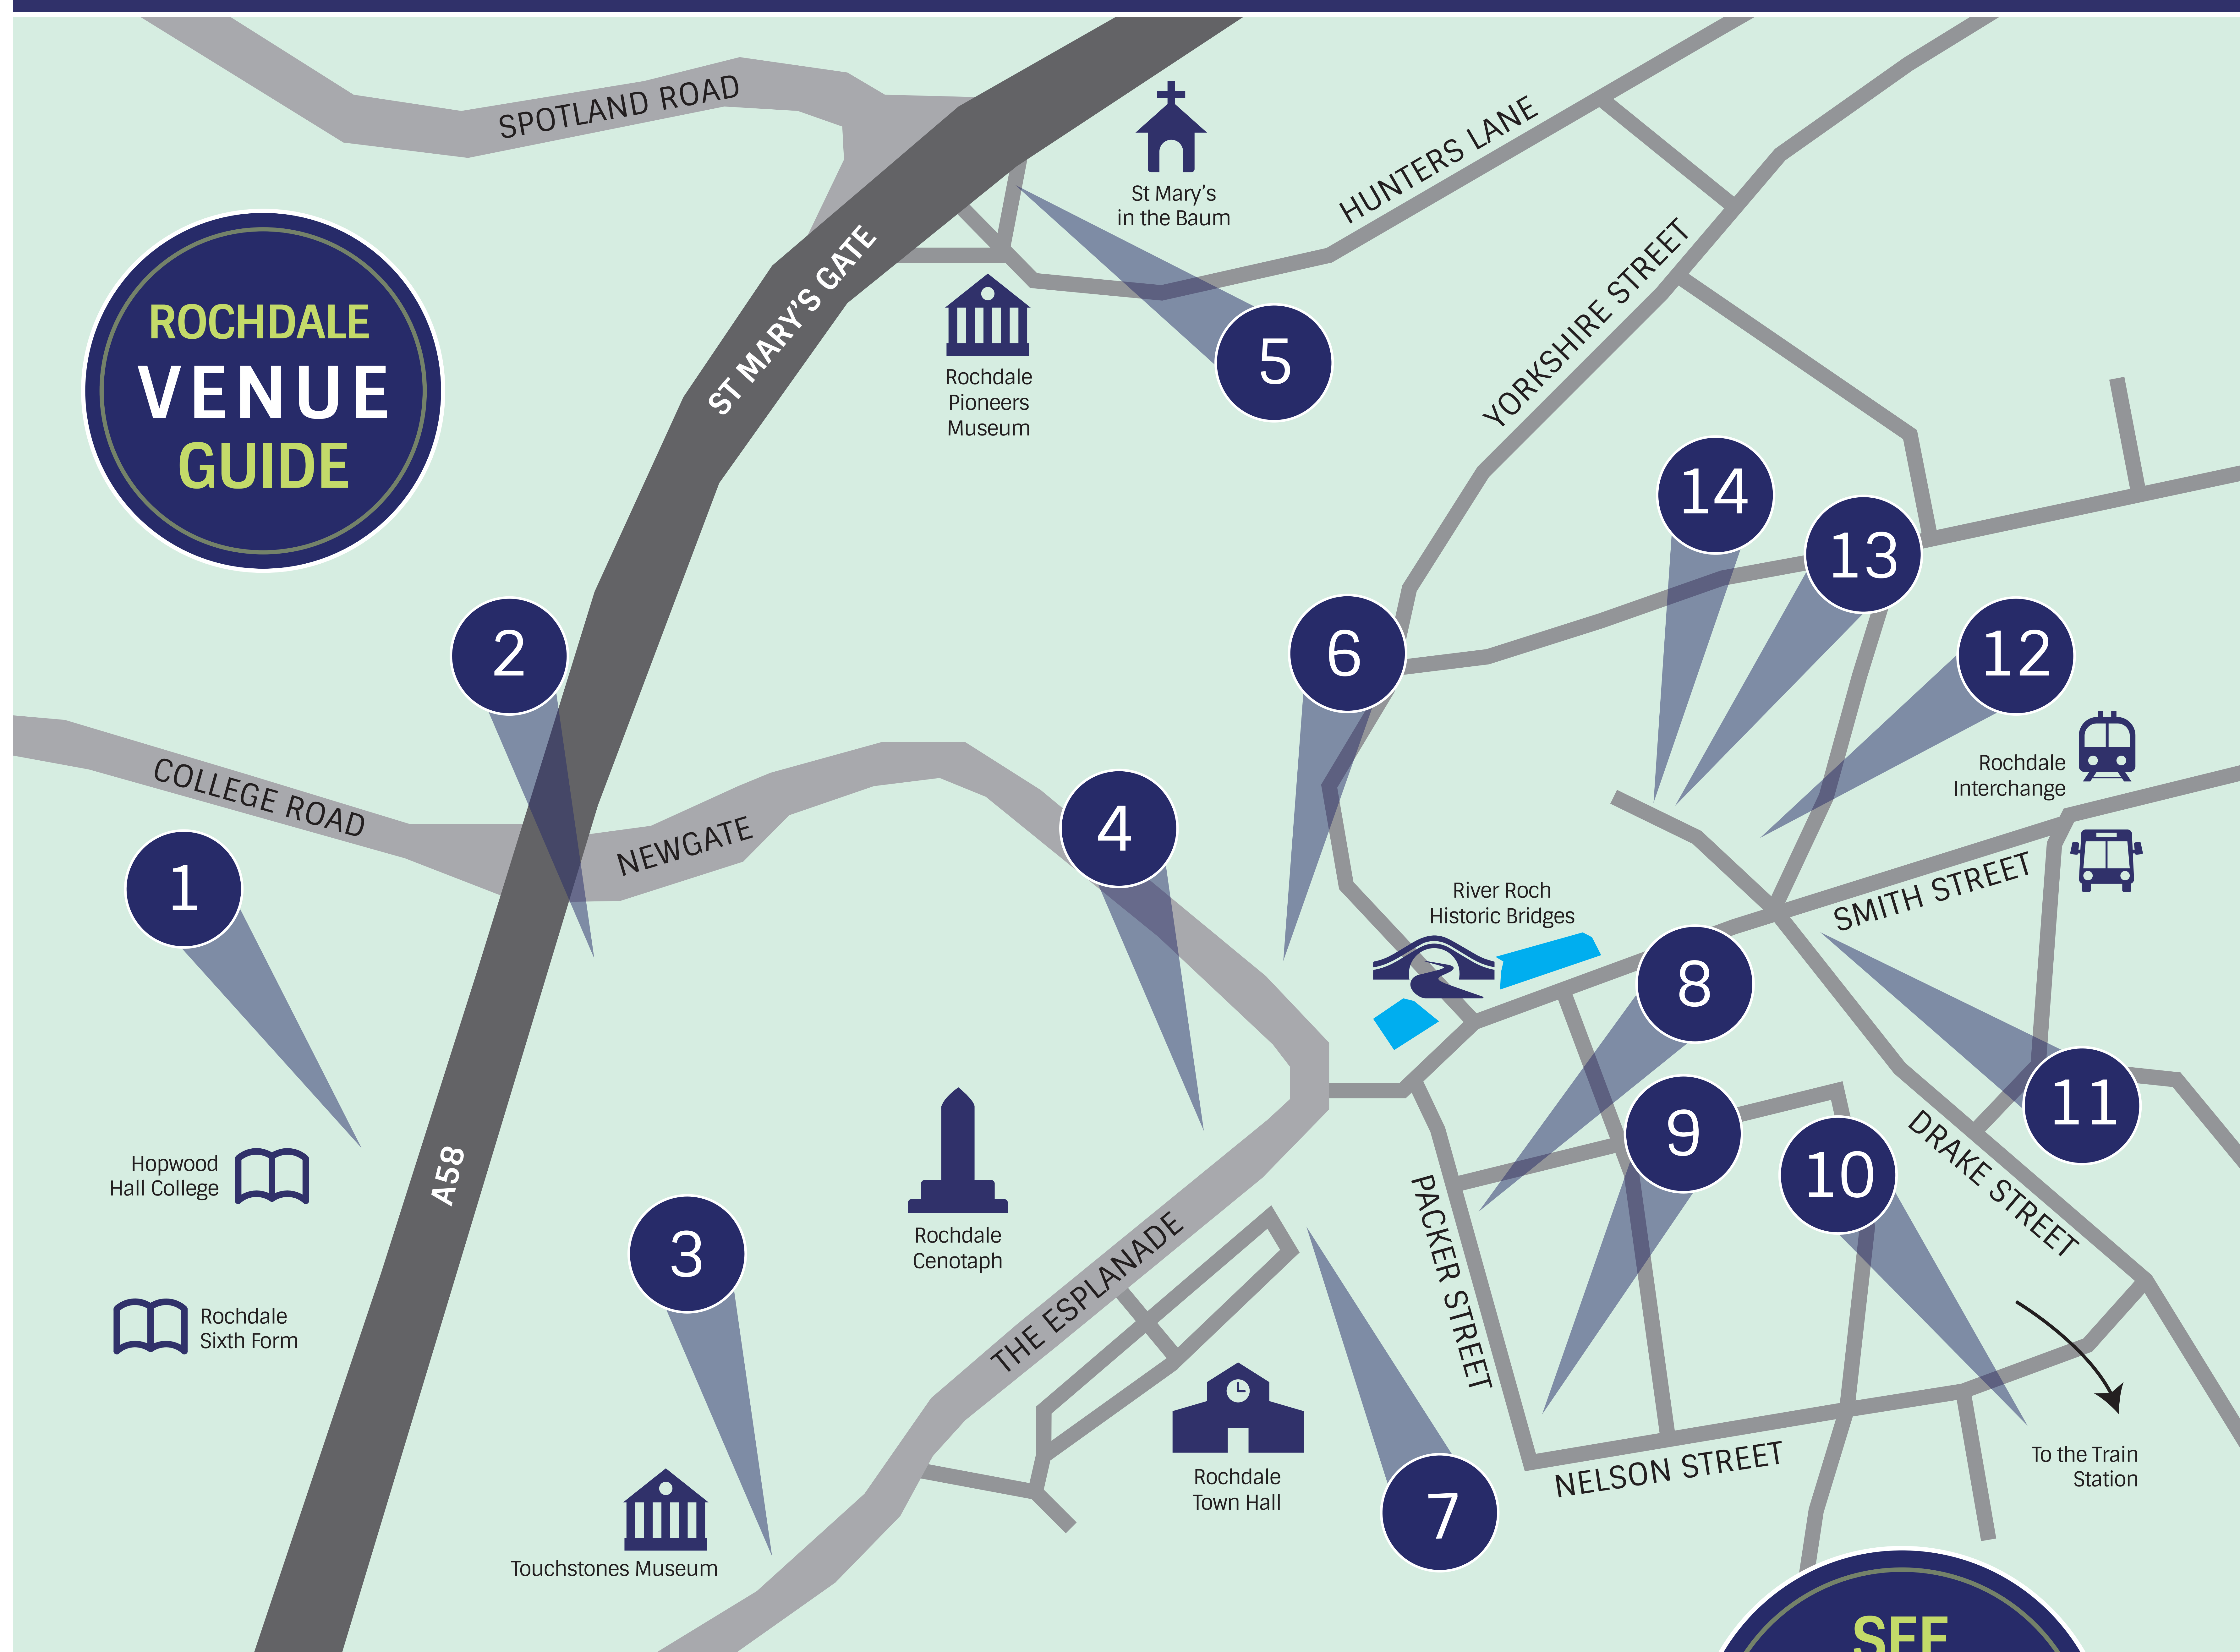 SPOTLAND ROAD
St Mary's
in the Baum
HUNTERS LANE
ROCHDALE
VENUE
GUIDE
ST MARY'S GATE
Rochdale
Pioneers
Museum
5
YORKSHIRE STREET
14
13
2
6
12
Rochdale
Interchange
COLLEGE ROAD
NEWGATE
4
1
River Roch
Historic Bridges
SMITH STREET
8
11
9
10
DRAKE STREET
Hopwood
Hall College
A58
3
Rochdale
Cenotaph
THE ESPLANADE
PACKER STREET
Rochdale
Sixth Form
Rochdale
Town Hall
7
NELSON STREET
To the Train
Station
Touchstones Museum
SEE